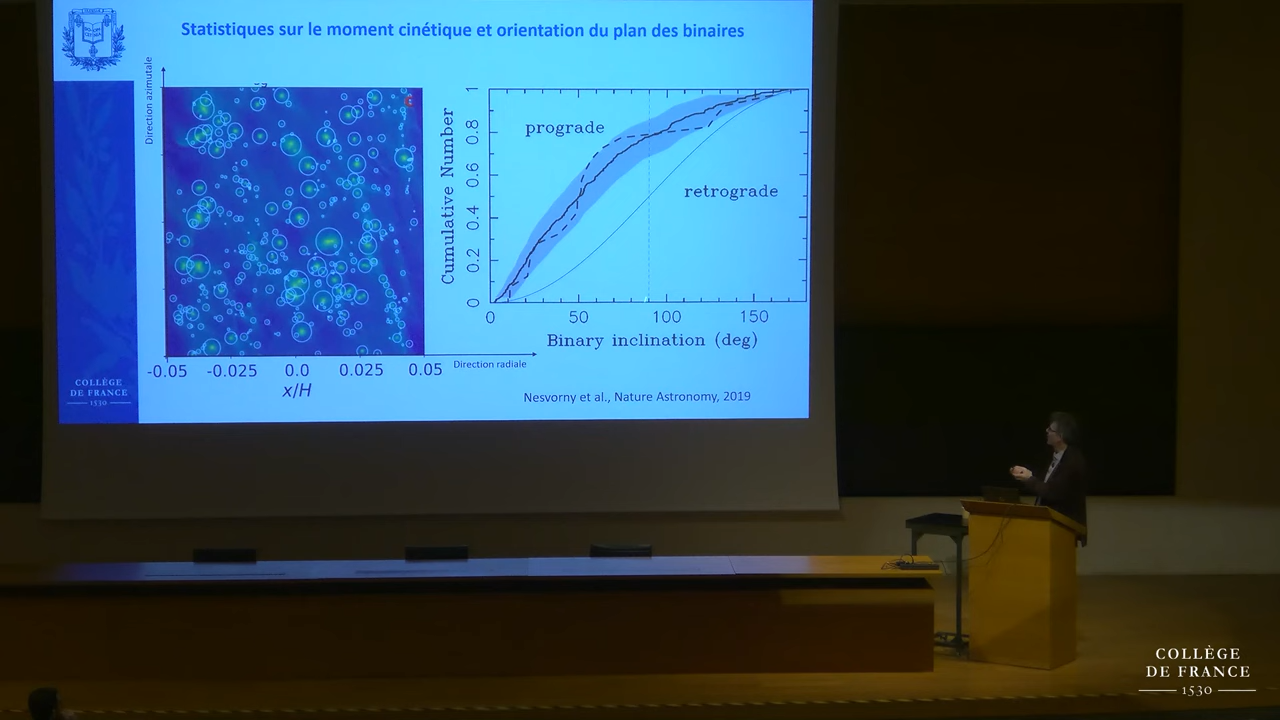 Statistiques sur le moment cinétique et orientation du plan des binaires
Direction azimutale
-0.05 -0.025 0.0 0.025 0.05
x/H
Direction radiale
Cumulative Number
0 0.2 0.4 0.6 0.8 1
prograde
retrograde
0 50 100 150
Binary inclination (deg)
Nesvorny et al., Nature Astronomy, 2019
COLLÈGE
DE FRANCE
1530
COLLÈGE
DE FRANCE
1530